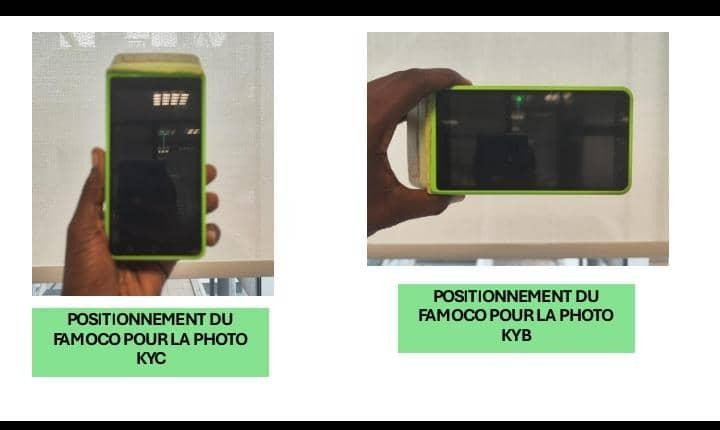 POSITIONNEMENT DU
FAMOCO POUR LA PHOTO
KYC
POSITIONNEMENT DU
FAMOCO POUR LA PHOTO
KYB